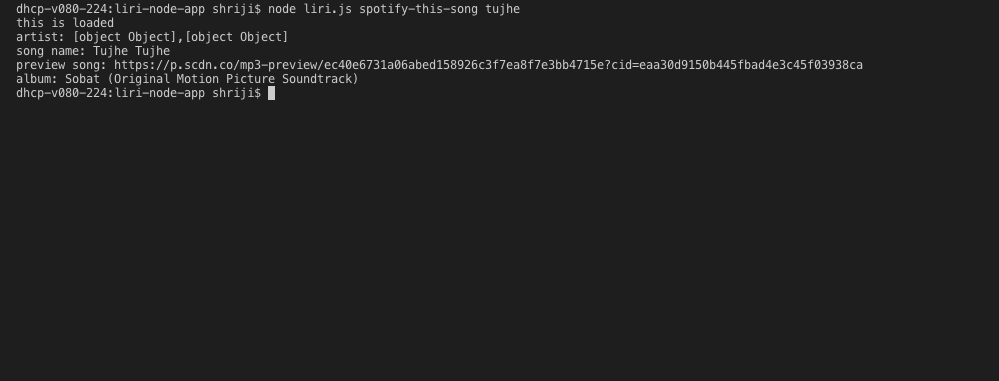 dhcp-v080-224:liri-node-app shriji$ node liri.js spotify-this-song tujhe
this is loaded
artist: [object Object],[object Object]
song name: Tujhe Tujhe
preview song: https://p.scdn.co/mp3-preview/ec40e6731a06abed158926c3f7ea8f7e3bb4715e?cid=eaa30d9150b445fbad4e3c45f03938ca
album: Sobat (Original Motion Picture Soundtrack)
dhcp-v080-224:liri-node-app shriji$